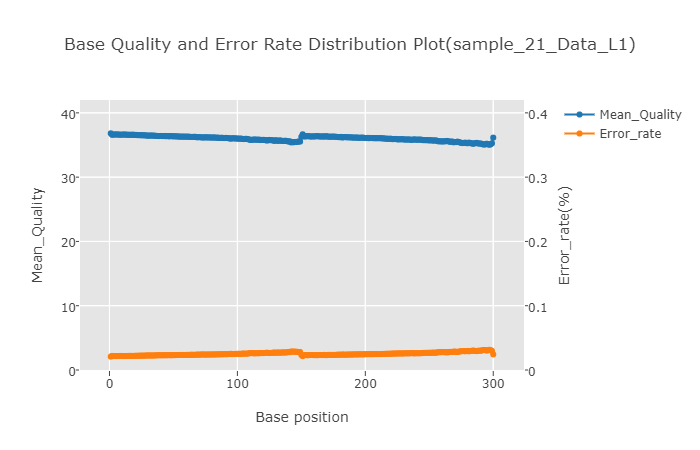 Base Quality and Error Rate Distribution Plot(sample_21_Data_L1)
Mean_Quality
Error_rate
40
30
20
10
0
0.4
0.3
0.2
0.1
0
Mean_Quality
Error_rate(%)
0 100 200 300
Base position